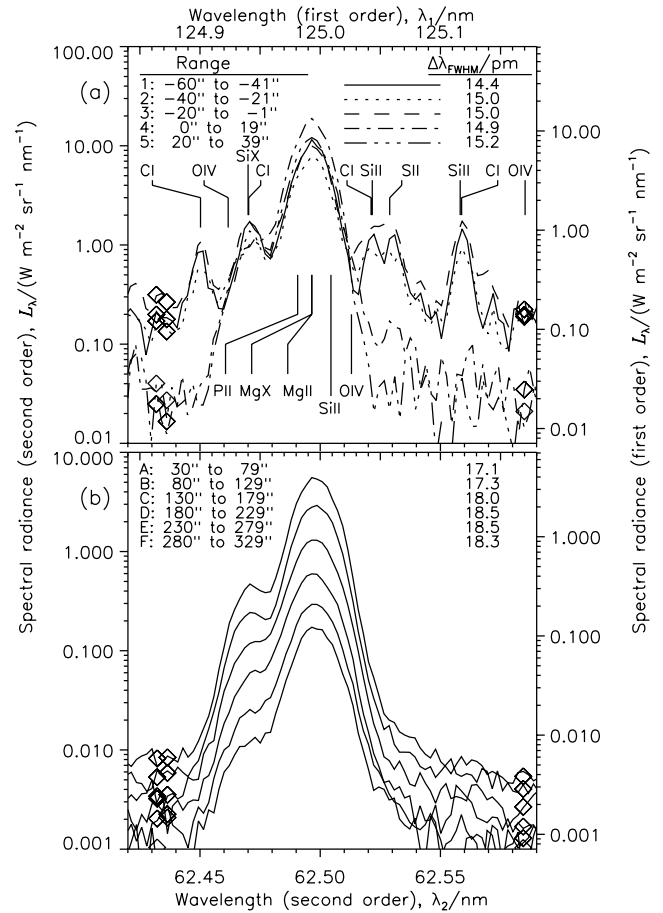 Wavelength (first order), λ₁/nm
124.9 125.0 125.1
100.00
10.00
1.00
0.10
0.01
10.00
1.00
0.10
0.01
(a)
Range Δλ_FWHM/pm
1: −60" to −41" 14.4
2: −40" to −21" 15.0
3: −20" to −1" 15.0
4: 0" to 19" 14.9
5: 20" to 39" 15.2
SiX
CI OIV CI CI SiII SII SiII CI OIV
PII MgX MgII OIV
SiII
Spectral radiance (second order), L_λ/(W m⁻² sr⁻¹ nm⁻¹)
Spectral radiance (first order), L_λ/(W m⁻² sr⁻¹ nm⁻¹)
10.000
1.000
0.100
0.010
0.001
1.000
0.100
0.010
0.001
(b)
A: 30" to 79" 17.1
B: 80" to 129" 17.3
C: 130" to 179" 18.0
D: 180" to 229" 18.5
E: 230" to 279" 18.5
F: 280" to 329" 18.3
62.45 62.50 62.55
Wavelength (second order), λ₂/nm